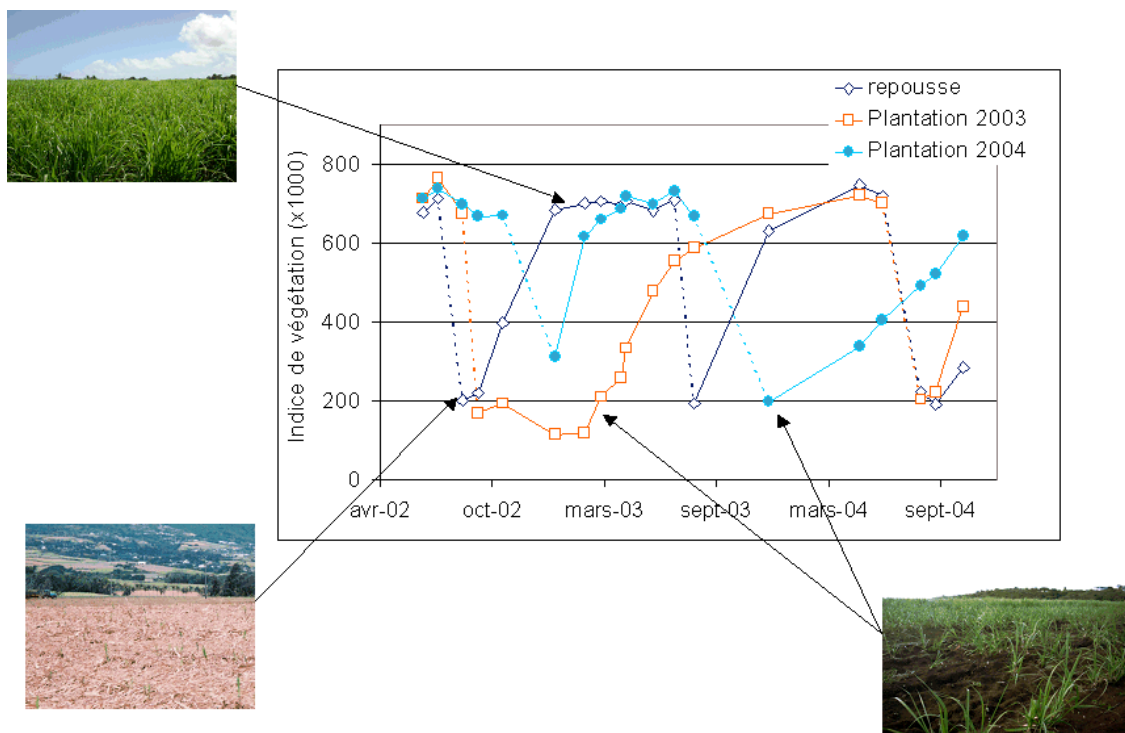 repousse
Plantation 2003
Plantation 2004
Indice de végétation (x1000)
800
600
400
200
0
avr-02 oct-02 mars-03 sept-03 mars-04 sept-04